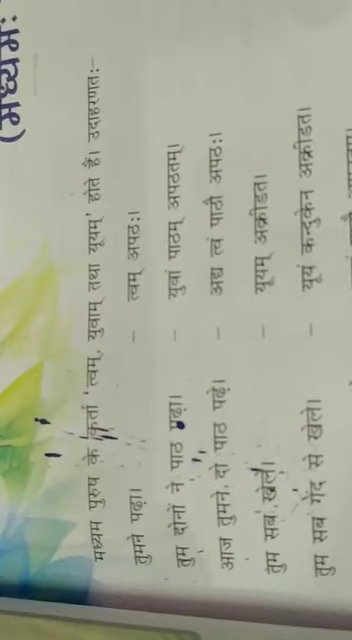 (मध्यमः
मध्यम पुरुष के कर्ता 'त्वम्, युवाम् तथा यूयम्' होते हैं। उदाहरणतः:–
तुमने पढ़ा। – त्वम् अपठः।
तुम दोनों ने पाठ पढ़ा। – युवां पाठम् अपठतम्।
आज तुमने दो पाठ पढ़े। – अद्य त्वं पाठौ अपठः।
तुम सब खेले। – यूयम् अक्रीडत।
तुम सब गेंद से खेले। – यूयं कन्दुकेन अक्रीडत।